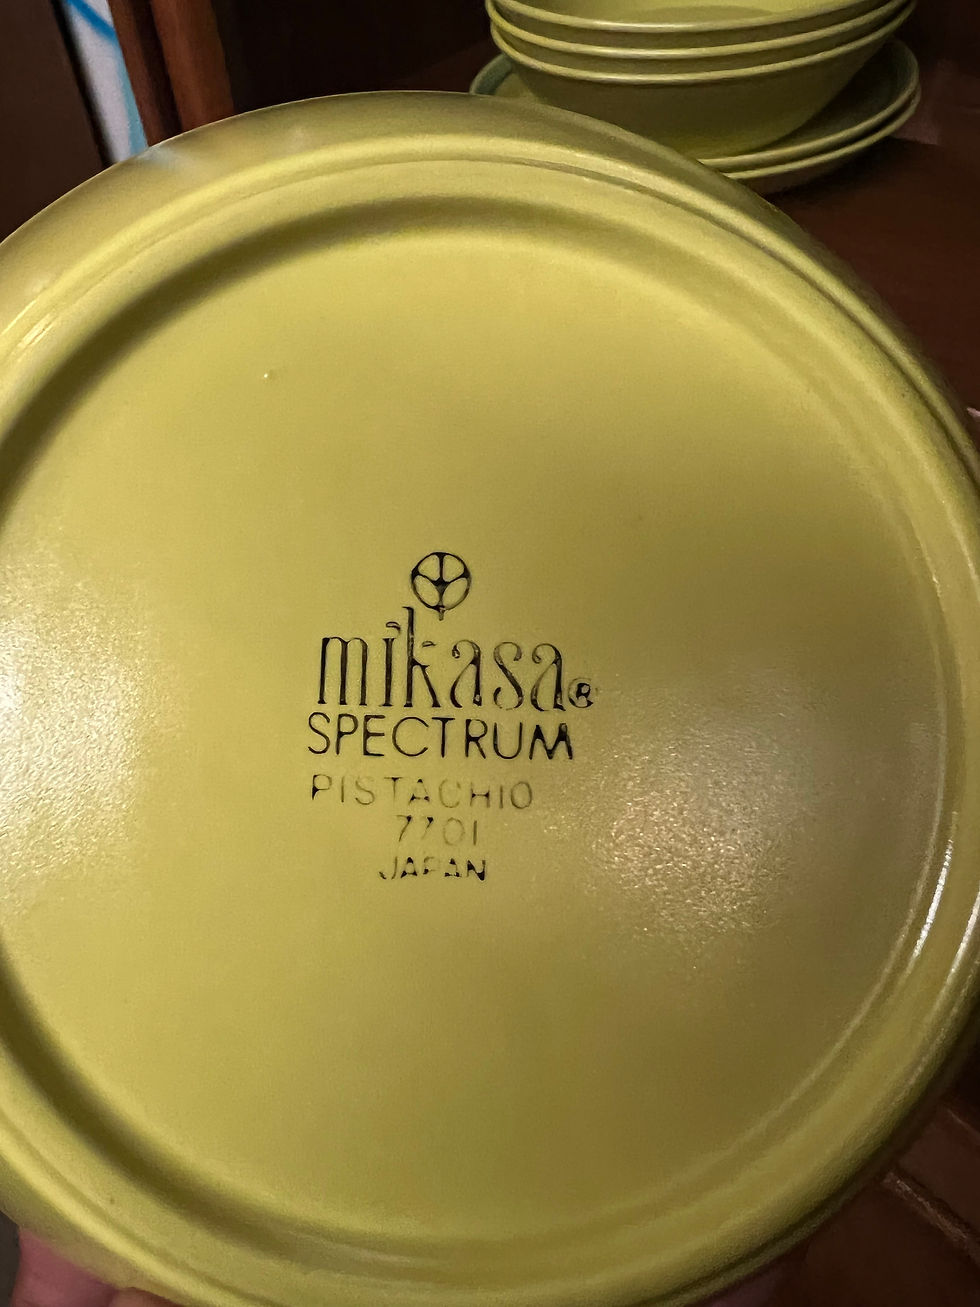 mikasa®
SPECTRUM
PISTACHIO
7701
JAPAN